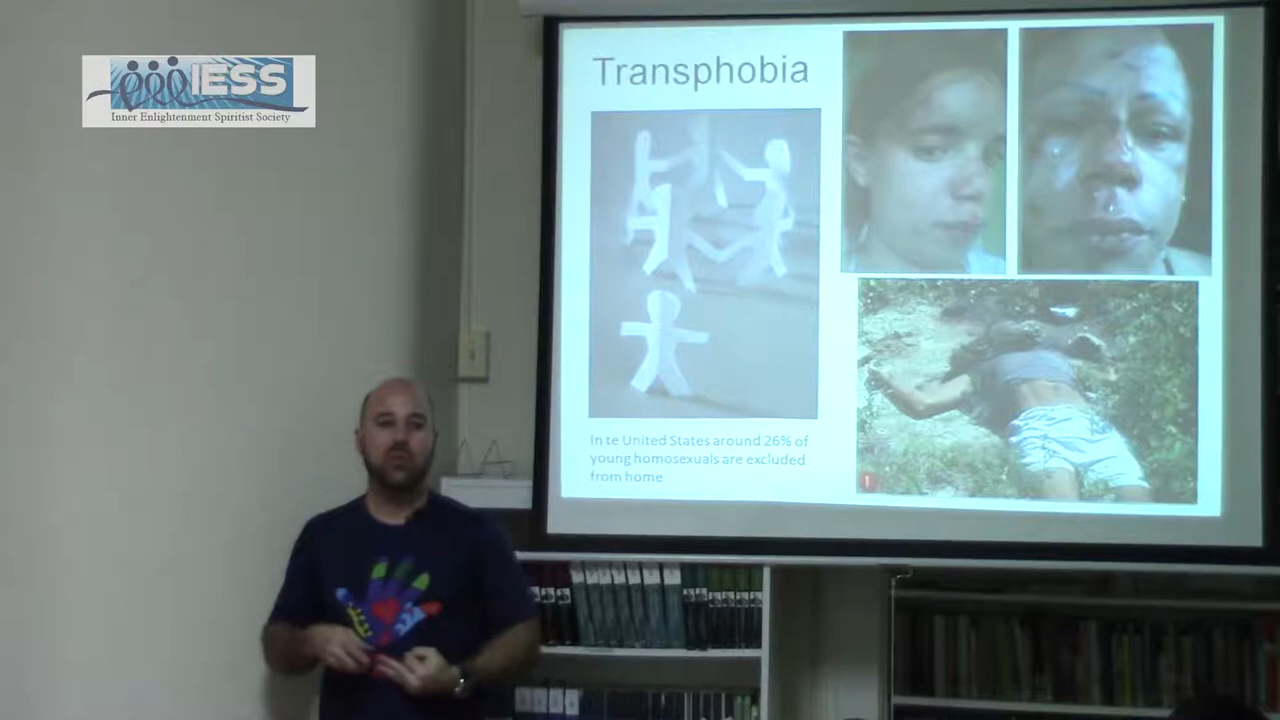 IESS
Inner Enlightenment Spiritist Society
Transphobia
In te United States around 26% of
young homosexuals are excluded
from home
1